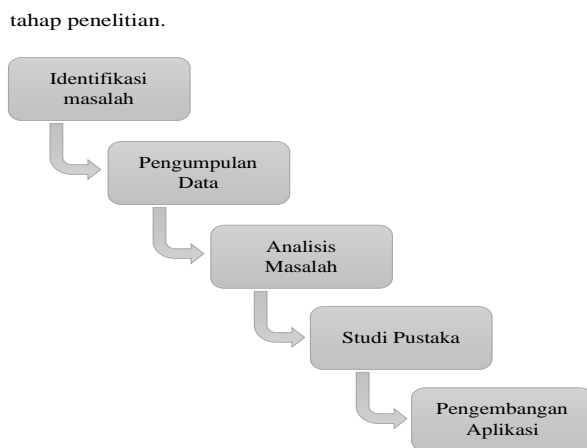 tahap penelitian.
Identifikasi
masalah
Pengumpulan
Data
Analisis
Masalah
Studi Pustaka
Pengembangan
Aplikasi